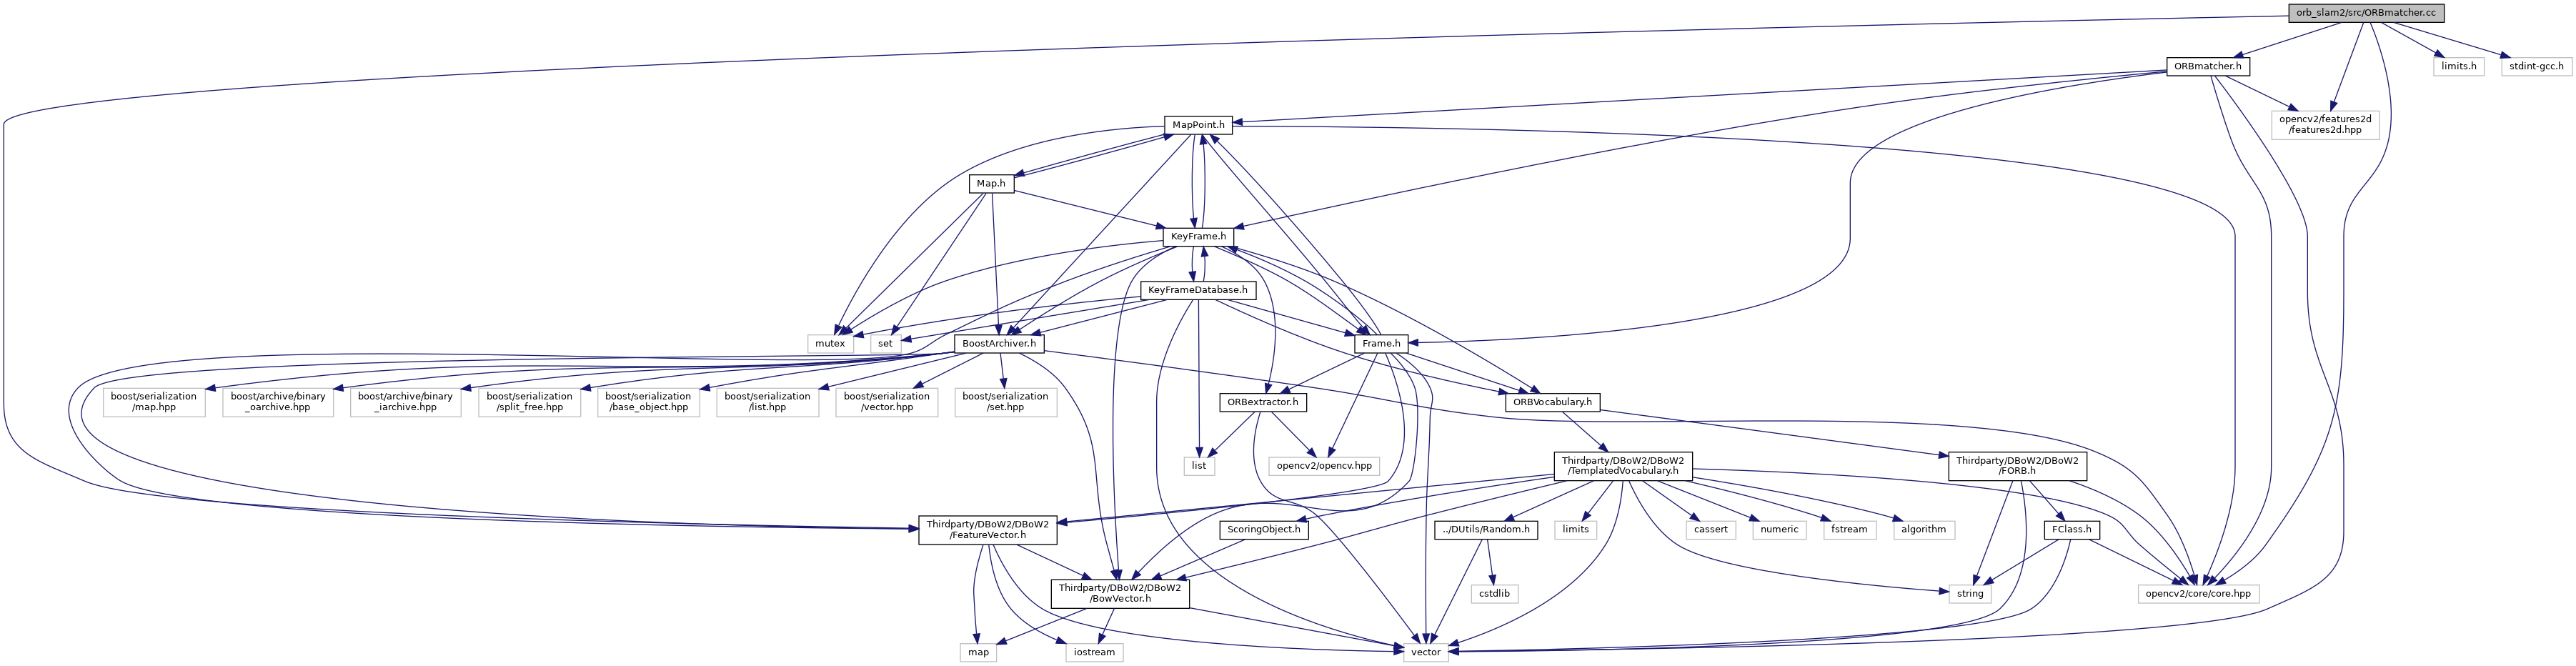 orb_slam2/src/ORBmatcher.cc
ORBmatcher.h
limits.h
stdint-gcc.h
MapPoint.h
opencv2/features2d
/features2d.hpp
Map.h
KeyFrame.h
KeyFrameDatabase.h
mutex
set
BoostArchiver.h
Frame.h
boost/serialization
/map.hpp
boost/archive/binary
_oarchive.hpp
boost/archive/binary
_iarchive.hpp
boost/serialization
/split_free.hpp
boost/serialization
/base_object.hpp
boost/serialization
/list.hpp
boost/serialization
/vector.hpp
boost/serialization
/set.hpp
ORBextractor.h
ORBVocabulary.h
list
opencv2/opencv.hpp
Thirdparty/DBoW2/DBoW2
/TemplatedVocabulary.h
Thirdparty/DBoW2/DBoW2
/FORB.h
Thirdparty/DBoW2/DBoW2
/FeatureVector.h
ScoringObject.h
../DUtils/Random.h
limits
cassert
numeric
fstream
algorithm
FClass.h
Thirdparty/DBoW2/DBoW2
/BowVector.h
cstdlib
string
opencv2/core/core.hpp
map
iostream
vector